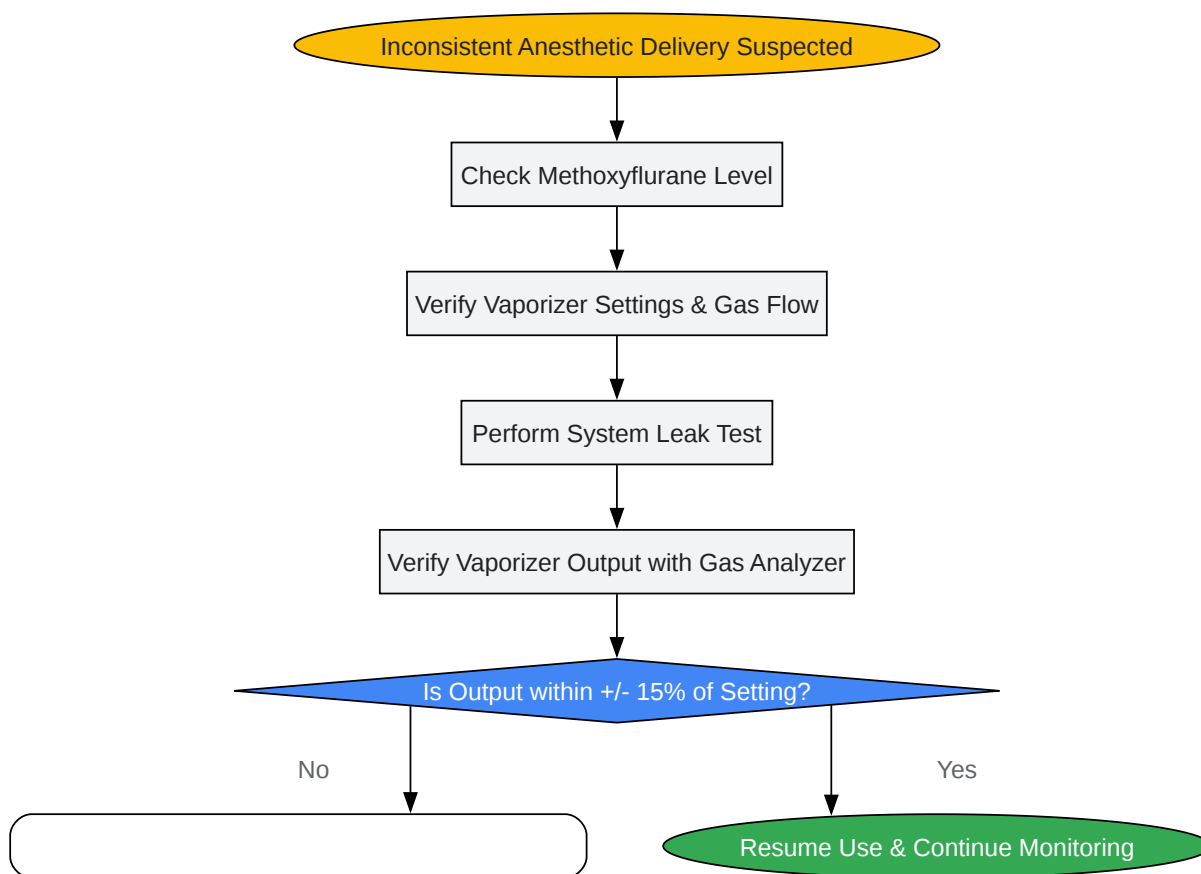 Inconsistent Anesthetic Delivery Suspected
Check Methoxyflurane Level
Verify Vaporizer Settings & Gas Flow
Perform System Leak Test
Verify Vaporizer Output with Gas Analyzer
Is Output within +/- 15% of Setting?
No
Yes
Resume Use & Continue Monitoring